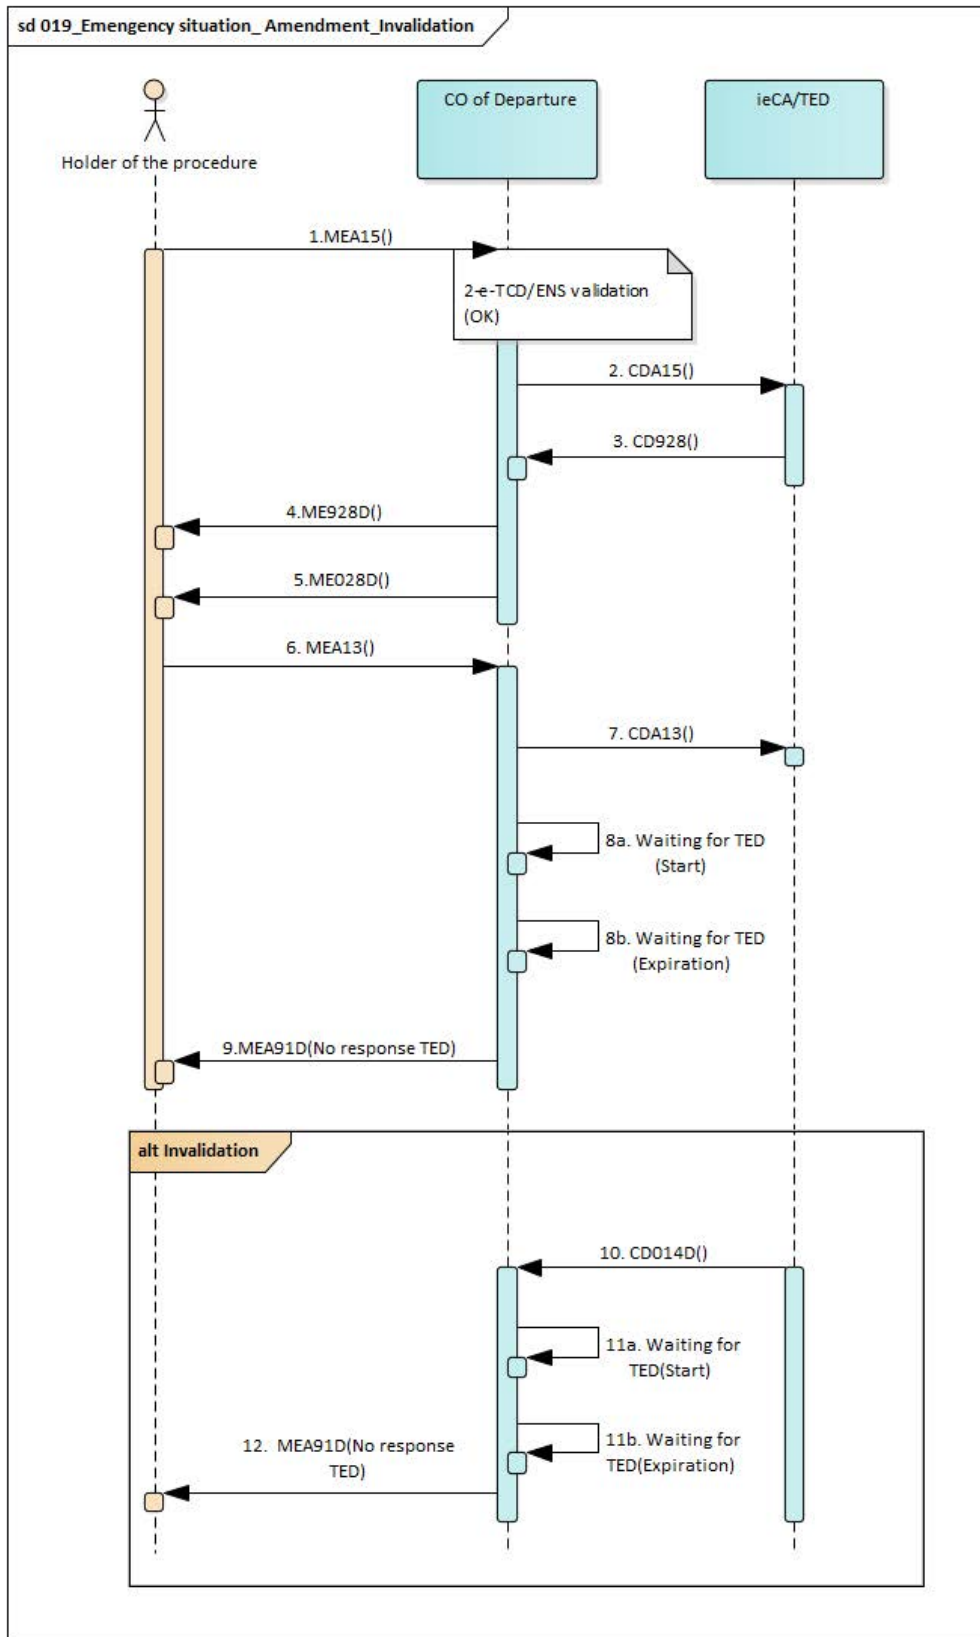 sd 019_Emengency situation_ Amendment_Invalidation
CO of Departure
ieCA/TED
Holder of the procedure
1.MEA15()
2-e-TCD/ENS validation
(OK)
2. CDA15()
3. CD928()
4.ME928D()
5.ME028D()
6. MEA13()
7. CDA13()
8a. Waiting for TED
(Start)
8b. Waiting for TED
(Expiration)
9.MEA91D(No response TED)
alt Invalidation
10. CD014D()
11a. Waiting for
TED(Start)
11b. Waiting for
TED(Expiration)
12. MEA91D(No response
TED)